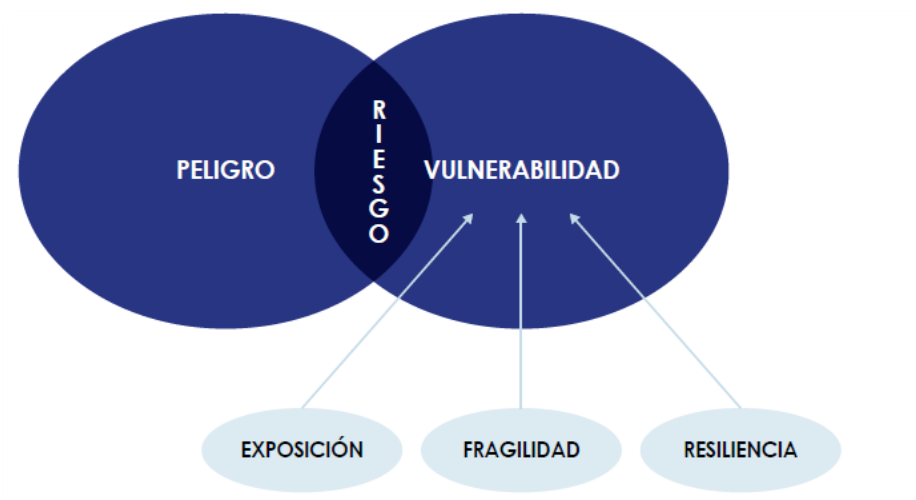 PELIGRO
RIESGO
VULNERABILIDAD
EXPOSICIÓN
FRAGILIDAD
RESILIENCIA